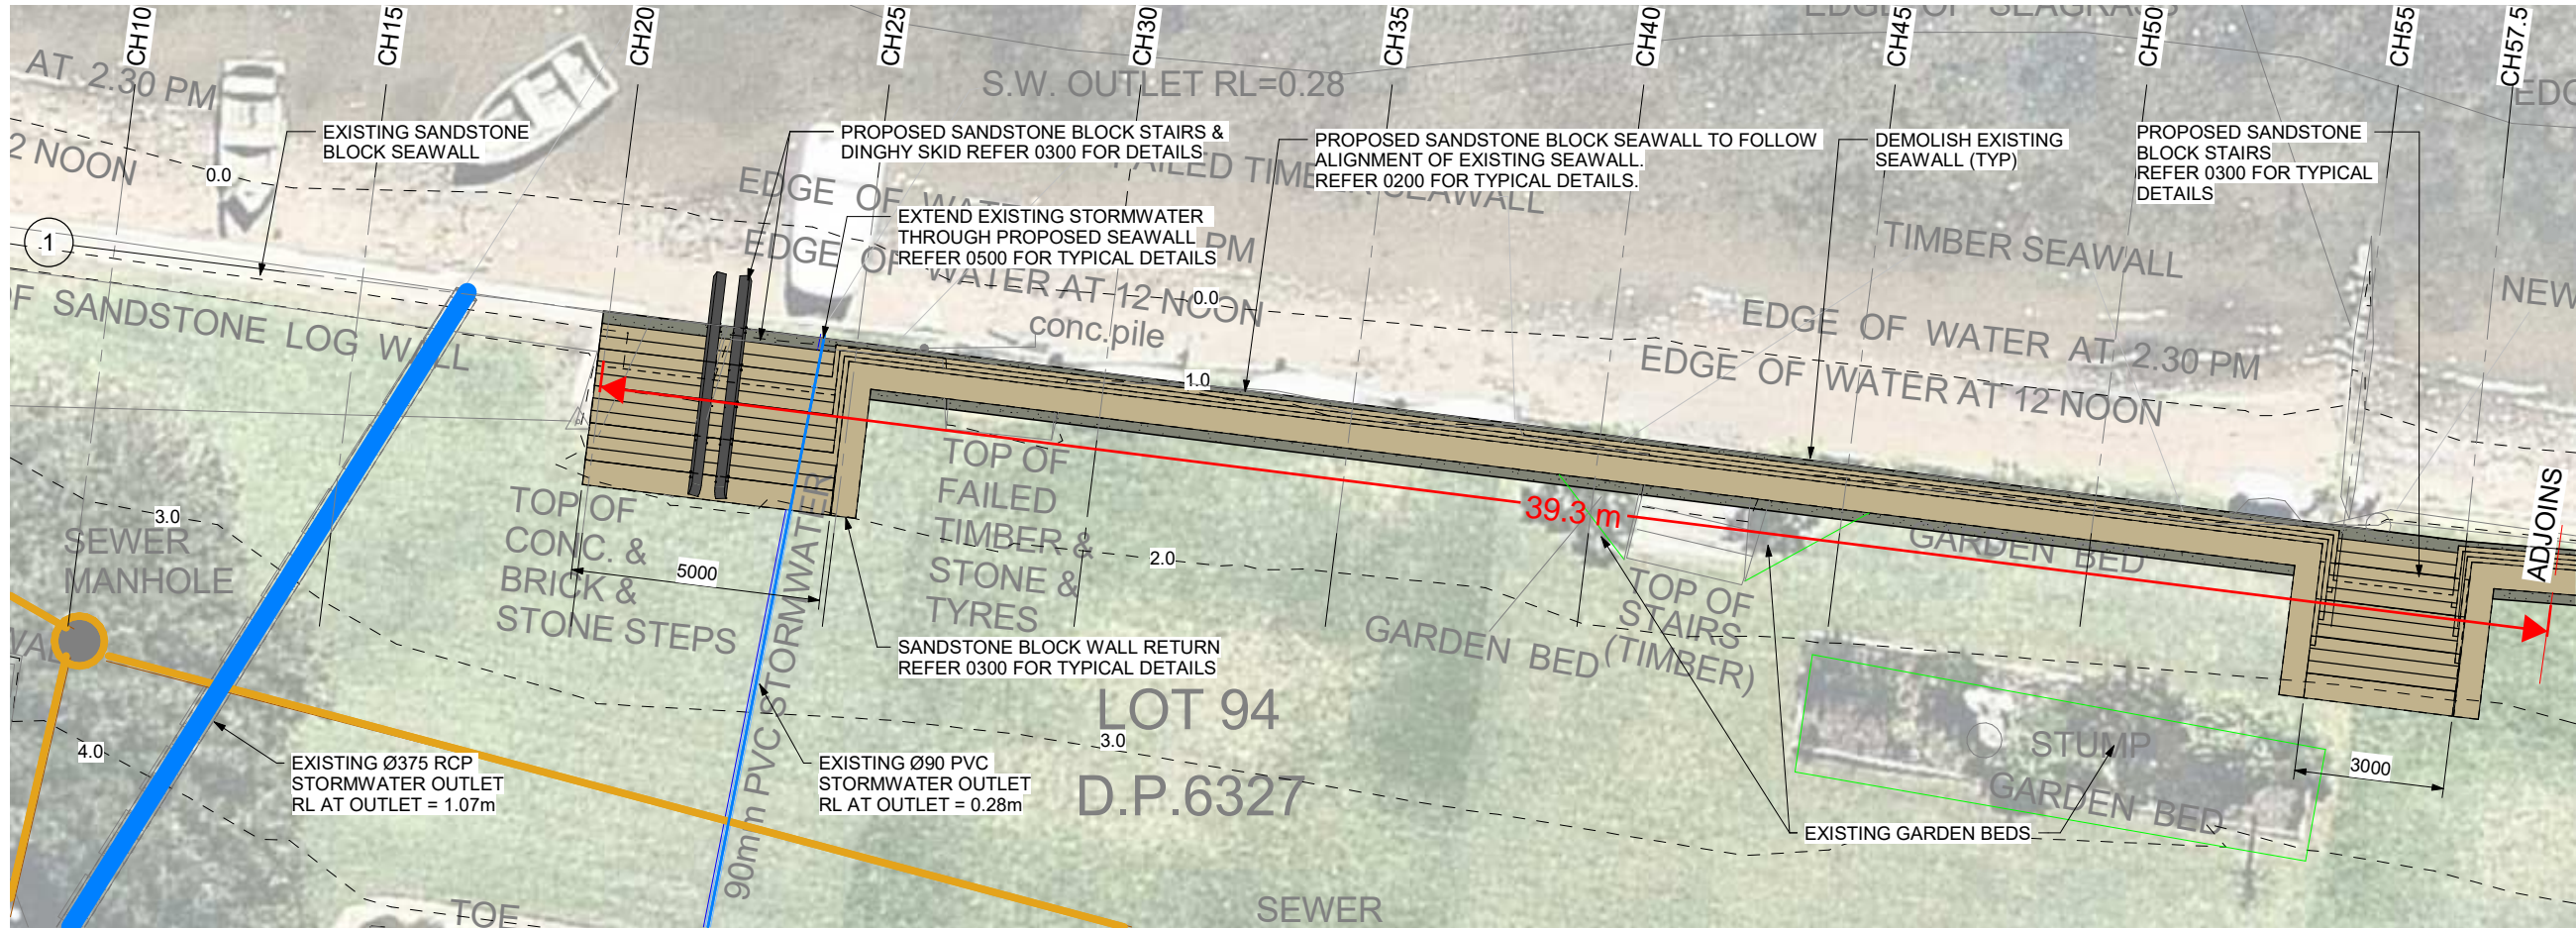 CH10
CH15
CH20
CH25
CH30
CH35
CH40
CH45
CH50
CH55
CH57.5
EDGE OF SEAGRASS
AT 2.30 PM
S.W. OUTLET RL=0.28
EXISTING SANDSTONE
BLOCK SEAWALL
PROPOSED SANDSTONE BLOCK STAIRS &
DINGHY SKID REFER 0300 FOR DETAILS
PROPOSED SANDSTONE BLOCK SEAWALL TO FOLLOW
ALIGNMENT OF EXISTING SEAWALL.
REFER 0200 FOR TYPICAL DETAILS.
DEMOLISH EXISTING
SEAWALL (TYP)
PROPOSED SANDSTONE
BLOCK STAIRS
REFER 0300 FOR TYPICAL
DETAILS
2 NOON
0.0
EXTEND EXISTING STORMWATER
THROUGH PROPOSED SEAWALL
REFER 0500 FOR TYPICAL DETAILS
EDGE OF
PM
EDGE OF WATER AT 12 NOON
0.0
conc.pile
TIMBER SEAWALL
EDGE OF WATER AT 2.30 PM
EDGE OF WATER AT 12 NOON
NEW
1
OF SANDSTONE LOG WALL
1.0
39.3 m
ADJOINS
3.0
SEWER
MANHOLE
TOP OF
CONC. &
BRICK &
STONE STEPS
5000
TOP OF
FAILED
TIMBER &
STONE &
TYRES
2.0
GARDEN BED
GARDEN BED
TOP OF
STAIRS
(TIMBER)
SANDSTONE BLOCK WALL RETURN
REFER 0300 FOR TYPICAL DETAILS
LOT 94
D.P.6327
3.0
4.0
EXISTING Ø375 RCP
STORMWATER OUTLET
RL AT OUTLET = 1.07m
90mm PVC STORMWATER
EXISTING Ø90 PVC
STORMWATER OUTLET
RL AT OUTLET = 0.28m
STUMP
GARDEN BED
3000
EXISTING GARDEN BEDS
TOE
SEWER